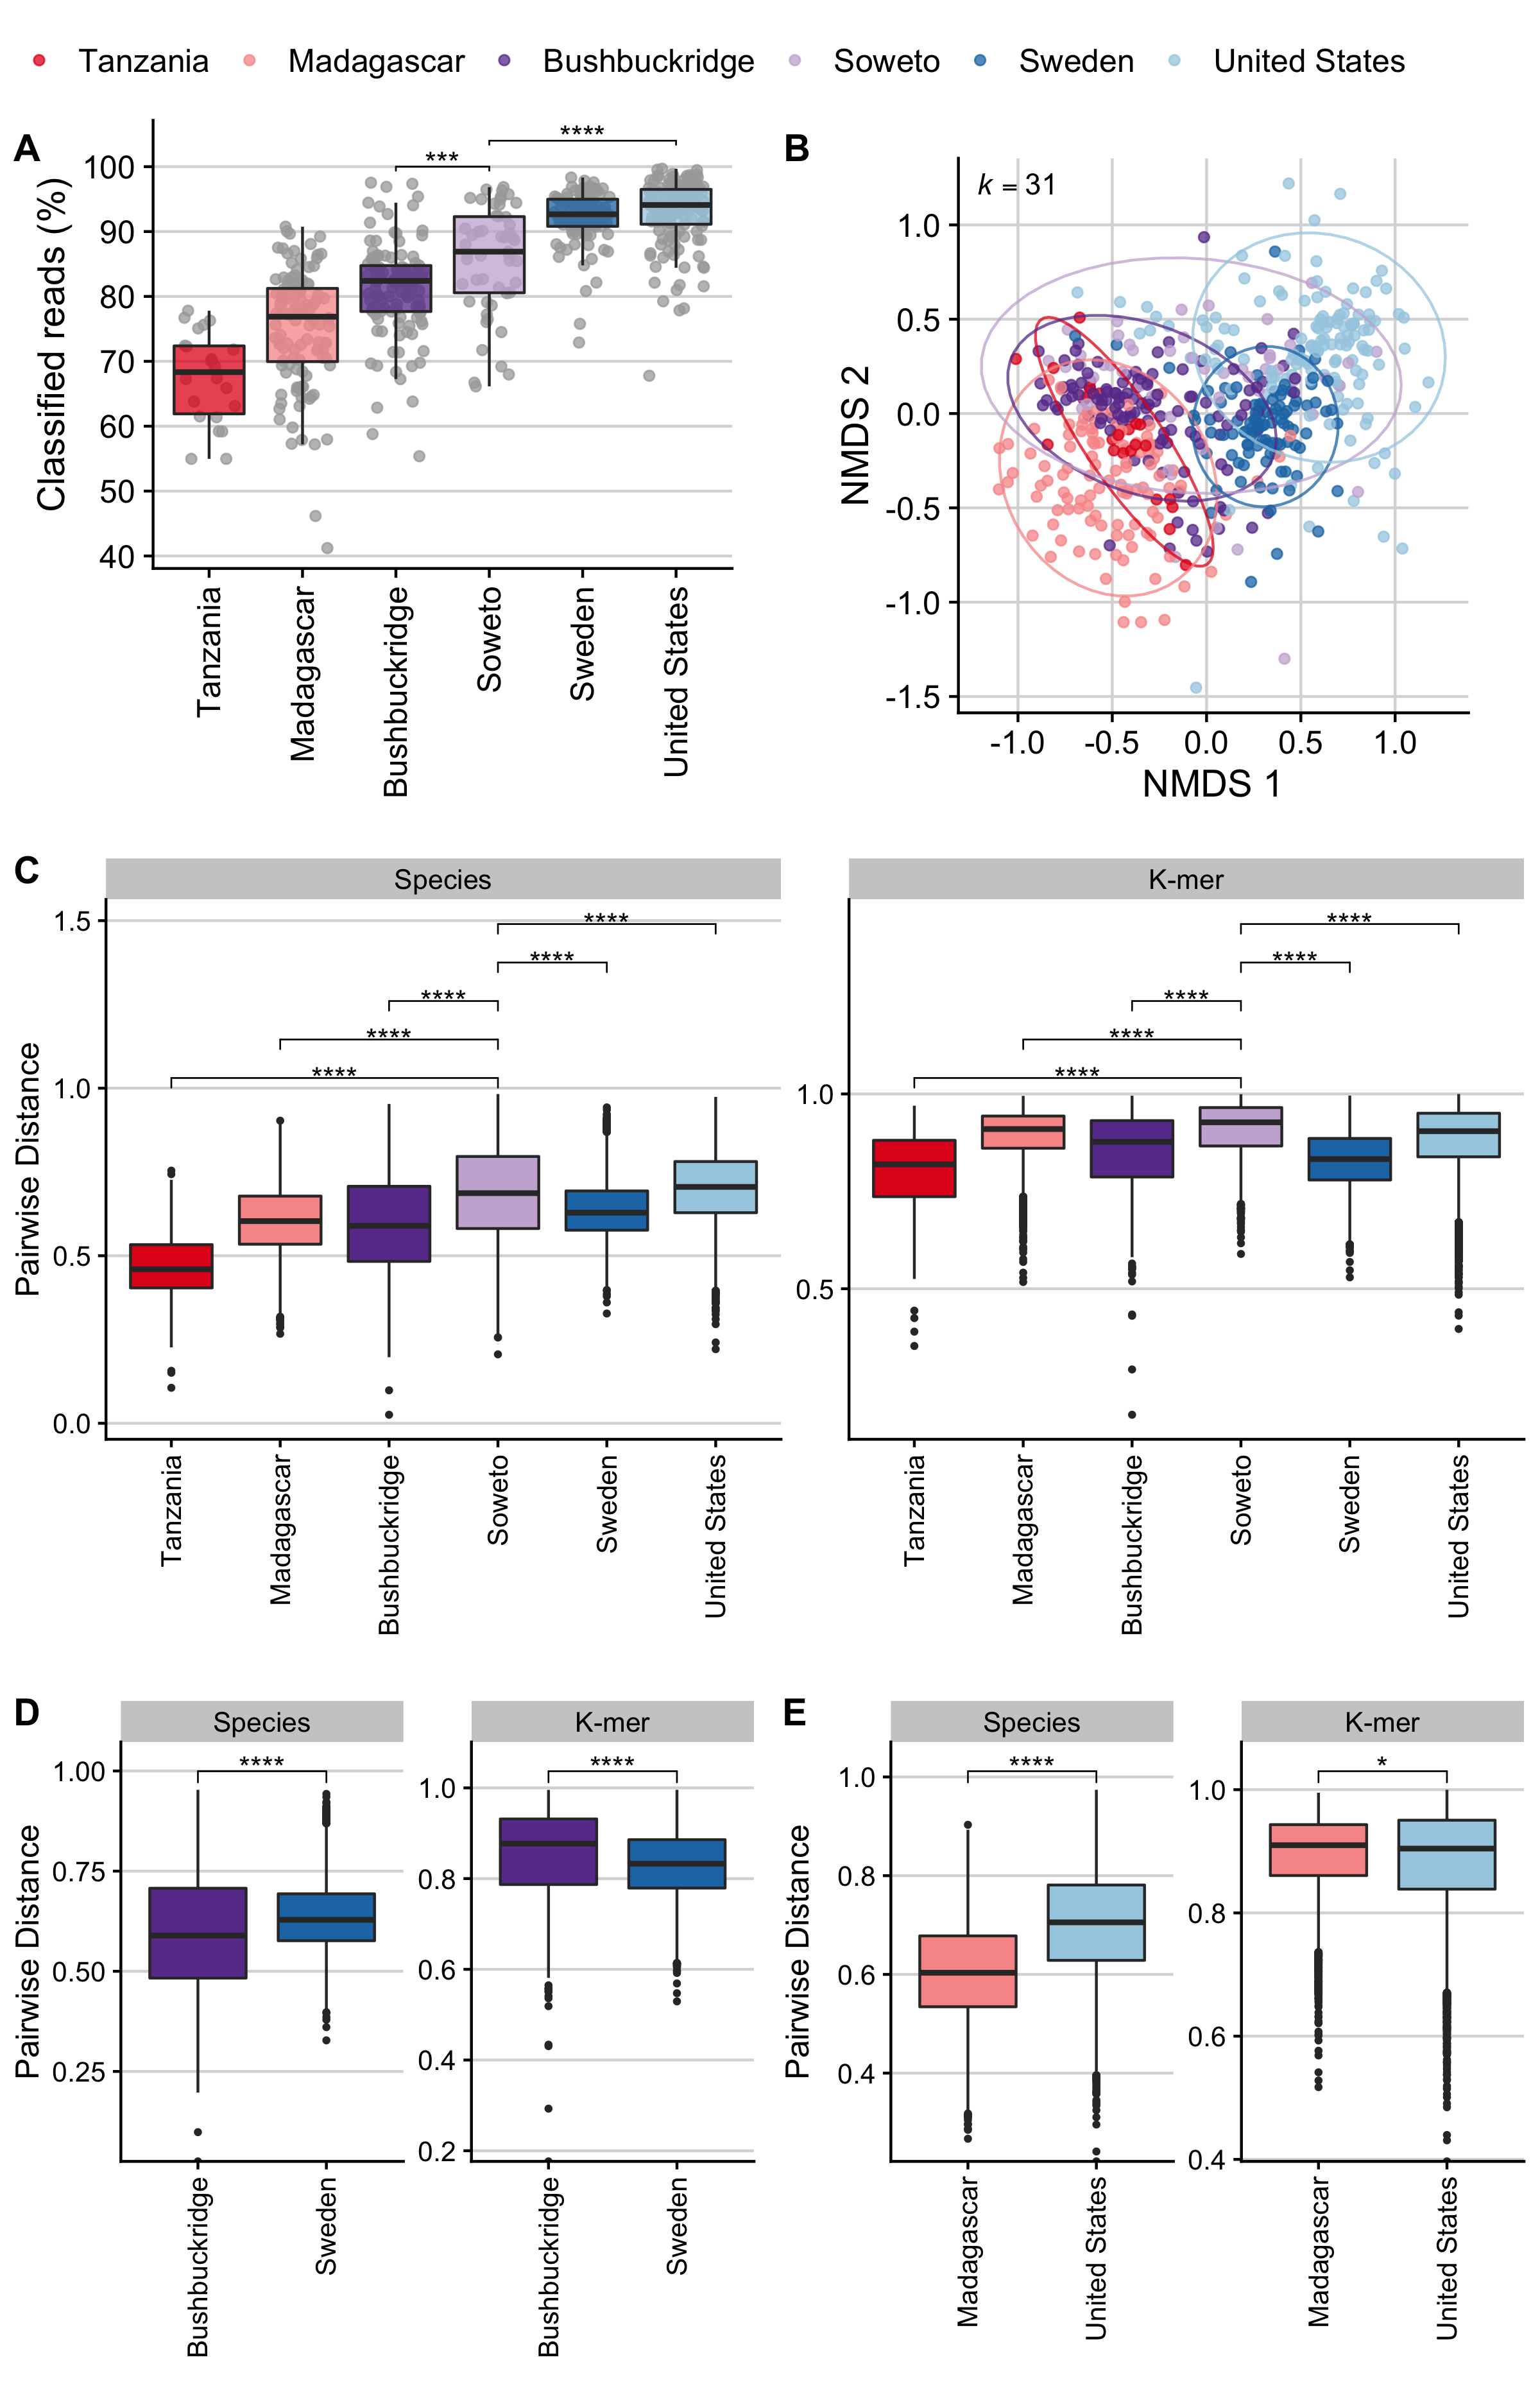 Tanzania Madagascar Bushbuckridge Soweto Sweden United States
A
Classified reads (%)
100
90
80
70
60
50
40
***
****
Tanzania
Madagascar
Bushbuckridge
Soweto
Sweden
United States
B
k = 31
NMDS 2
1.0
0.5
0.0
-0.5
-1.0
-1.5
-1.0 -0.5 0.0 0.5 1.0
NMDS 1
C
Pairwise Distance
Species
1.5
1.0
0.5
0.0
****
****
****
****
****
Tanzania
Madagascar
Bushbuckridge
Soweto
Sweden
United States
K-mer
1.0
0.5
****
****
****
****
****
Tanzania
Madagascar
Bushbuckridge
Soweto
Sweden
United States
D
Pairwise Distance
Species
****
1.00
0.75
0.50
0.25
Bushbuckridge
Sweden
K-mer
****
1.0
0.8
0.6
0.4
0.2
Bushbuckridge
Sweden
E
Pairwise Distance
Species
****
1.0
0.8
0.6
0.4
Madagascar
United States
K-mer
*
1.0
0.8
0.6
0.4
Madagascar
United States